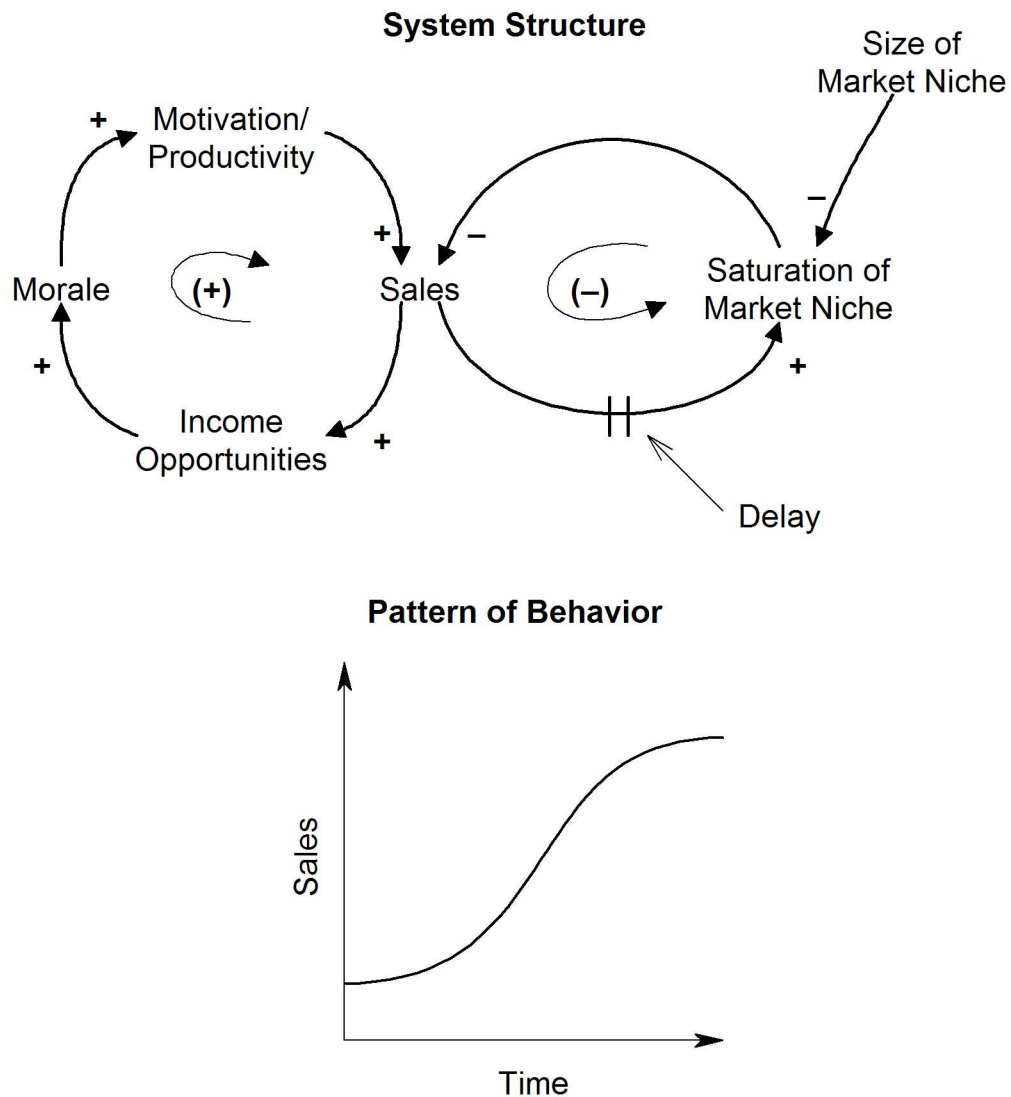 System Structure
Size of
Market Niche
+
Motivation/
Productivity
–
+
–
Morale
(+)
Sales
(–)
Saturation of
Market Niche
+
+
Income
Opportunities
+
Delay
Pattern of Behavior
Sales
Time